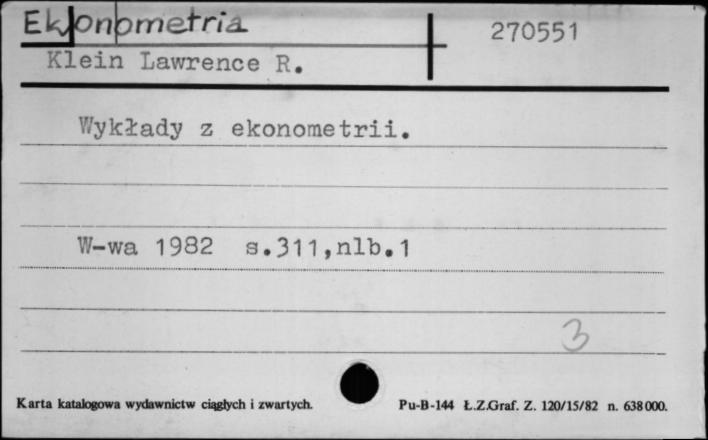 Ekonometria
270551
Klein Lawrence R.
Wykłady z ekonometrii.
W-wa 1982 s.311,nlb.1
3
Karta katalogowa wydawnictw ciągłych i zwartych. Pu-B-144 Ł.Z.Graf. Z. 120/15/82 n. 638000.